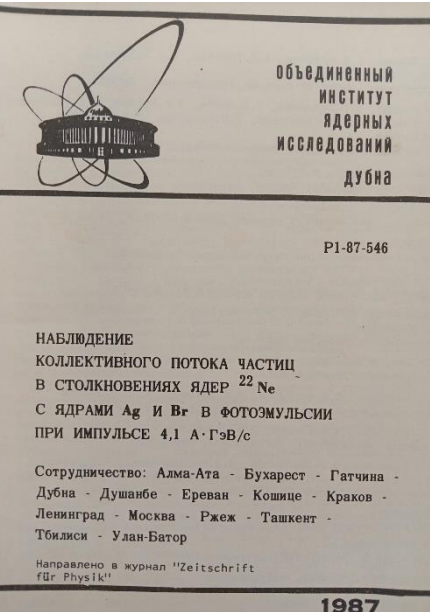 объединенный
институт
ядерных
исследований
дубна
Р1-87-546
НАБЛЮДЕНИЕ
КОЛЛЕКТИВНОГО ПОТОКА ЧАСТИЦ
В СТОЛКНОВЕНИЯХ ЯДЕР ²²Ne
С ЯДРАМИ Ag И Br В ФОТОЭМУЛЬСИИ
ПРИ ИМПУЛЬСЕ 4,1 А·ГэВ/с
Сотрудничество: Алма-Ата - Бухарест - Гатчина -
Дубна - Душанбе - Ереван - Кошице - Краков -
Ленинград - Москва - Ржеж - Ташкент -
Тбилиси - Улан-Батор
Направлено в журнал "Zeitschrift
für Physik"
1987